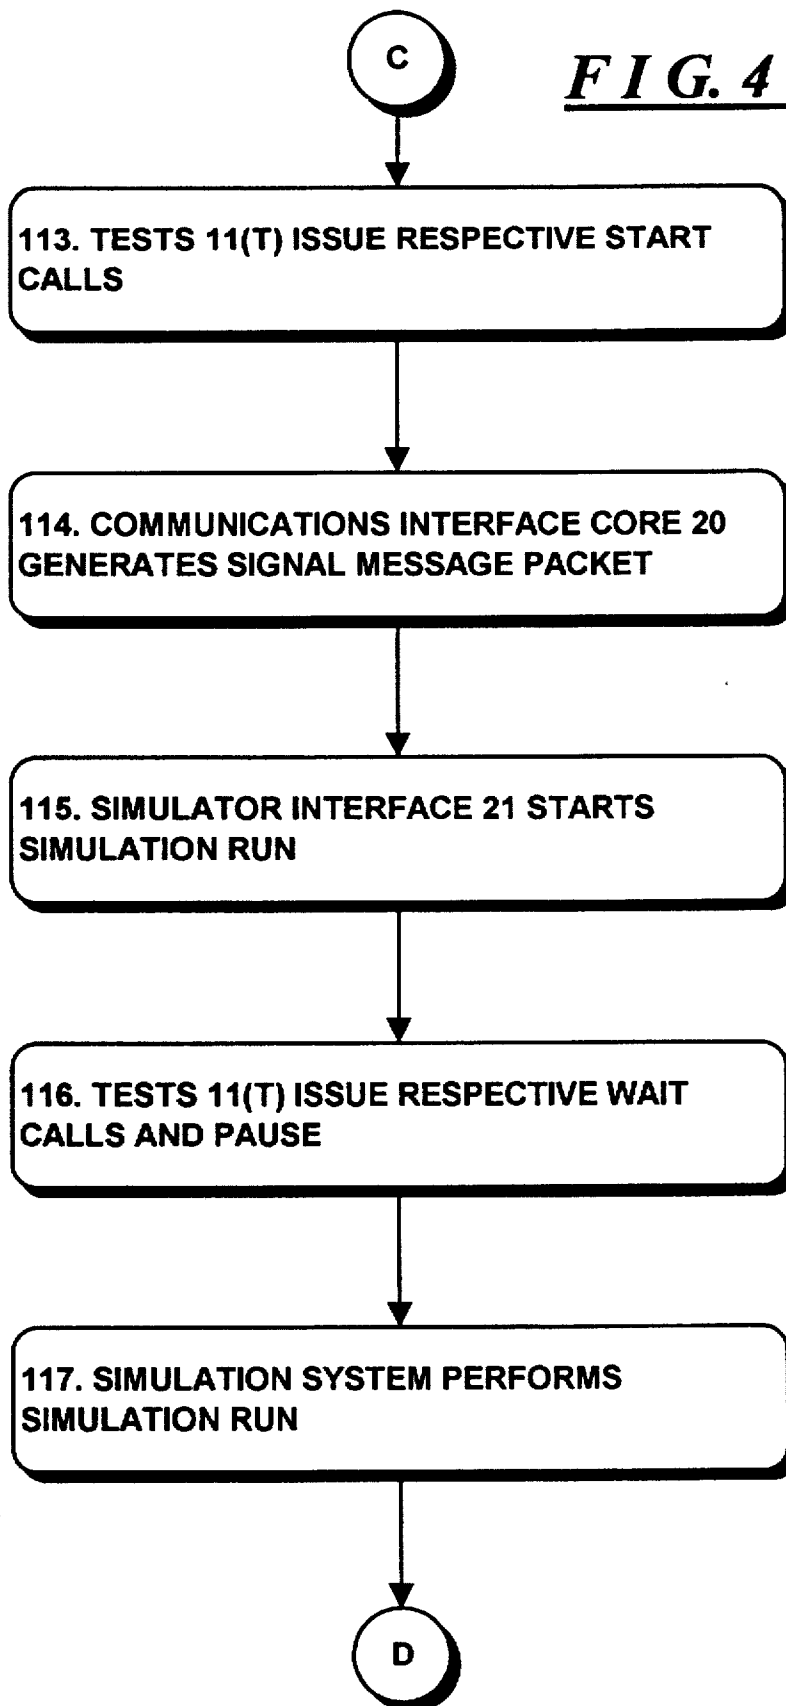 C
FIG. 4
113. TESTS 11(T) ISSUE RESPECTIVE START
CALLS
114. COMMUNICATIONS INTERFACE CORE 20
GENERATES SIGNAL MESSAGE PACKET
115. SIMULATOR INTERFACE 21 STARTS
SIMULATION RUN
116. TESTS 11(T) ISSUE RESPECTIVE WAIT
CALLS AND PAUSE
117. SIMULATION SYSTEM PERFORMS
SIMULATION RUN
D